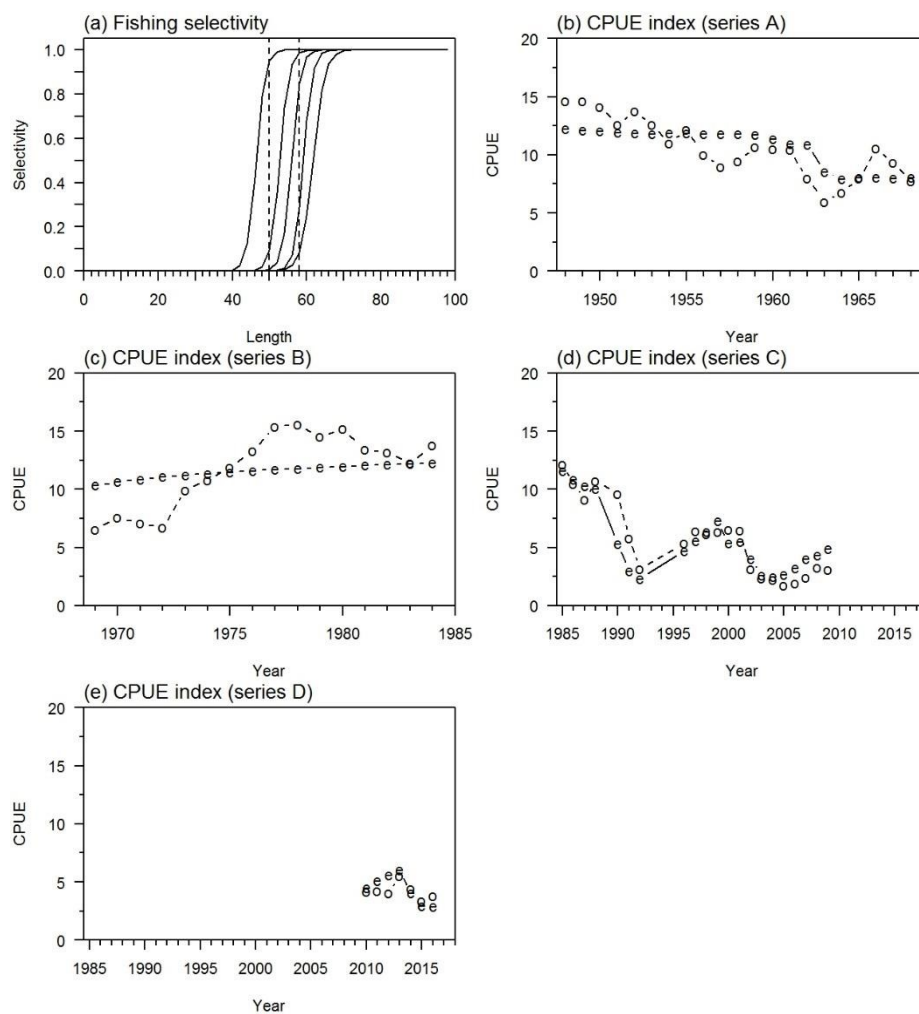 (a) Fishing selectivity
1.0
0.8
0.6
0.4
0.2
0.0
Selectivity
0 20 40 60 80 100
Length
(b) CPUE index (series A)
20
15
10
5
0
CPUE
1950 1955 1960 1965
Year
(c) CPUE index (series B)
20
15
10
5
0
CPUE
1970 1975 1980 1985
Year
(d) CPUE index (series C)
20
15
10
5
0
CPUE
1985 1990 1995 2000 2005 2010 2015
Year
(e) CPUE index (series D)
20
15
10
5
0
CPUE
1985 1990 1995 2000 2005 2010 2015
Year